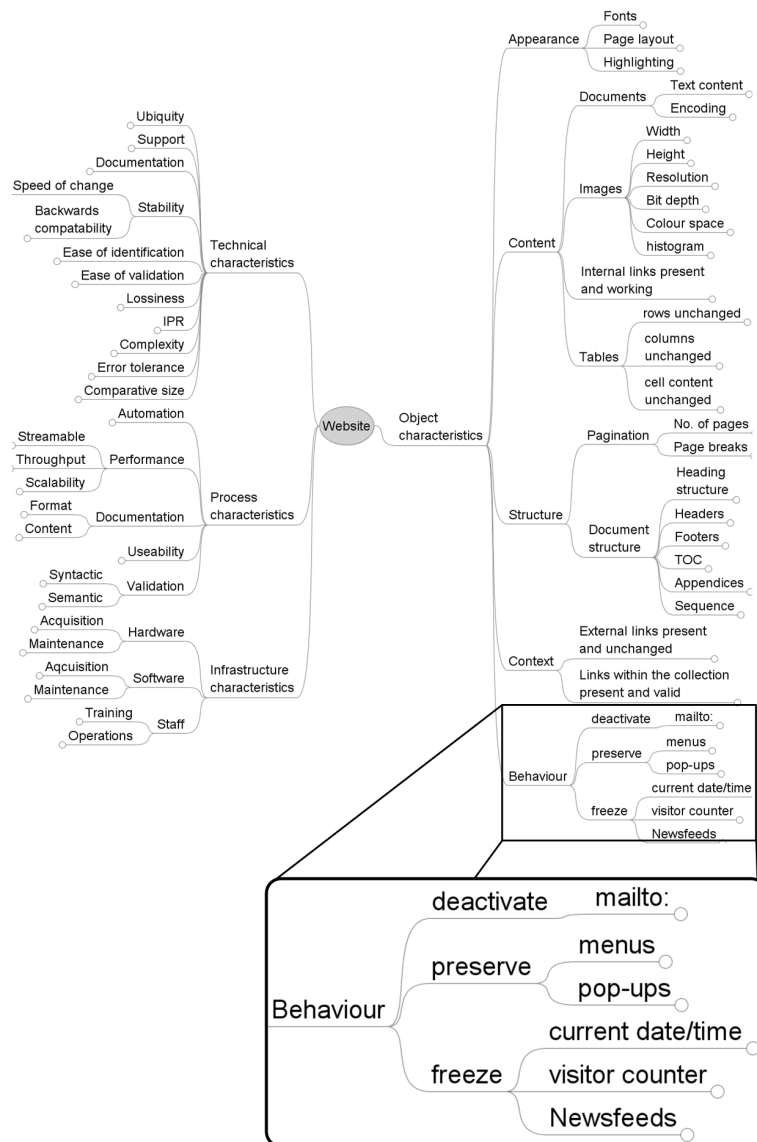 Ubiquity
Support
Documentation
Speed of change
Backwards
compatability
Stability
Ease of identification
Ease of validation
Lossiness
IPR
Complexity
Error tolerance
Comparative size
Technical
characteristics
Automation
Streamable
Throughput
Scalability
Performance
Format
Content
Documentation
Useability
Syntactic
Semantic
Validation
Process
characteristics
Acquisition
Maintenance
Hardware
Aqcuisition
Maintenance
Software
Training
Operations
Staff
Infrastructure
characteristics
Website
Object
characteristics
Appearance
Fonts
Page layout
Highlighting
Content
Documents
Text content
Encoding
Images
Width
Height
Resolution
Bit depth
Colour space
histogram
Internal links present
and working
Tables
rows unchanged
columns
unchanged
cell content
unchanged
Structure
Pagination
No. of pages
Page breaks
Document
structure
Heading
structure
Headers
Footers
TOC
Appendices
Sequence
Context
External links present
and unchanged
Links within the collection
present and valid
Behaviour
deactivate
mailto:
preserve
menus
pop-ups
freeze
current date/time
visitor counter
Newsfeeds
Behaviour
deactivate
mailto:
preserve
menus
pop-ups
freeze
current date/time
visitor counter
Newsfeeds